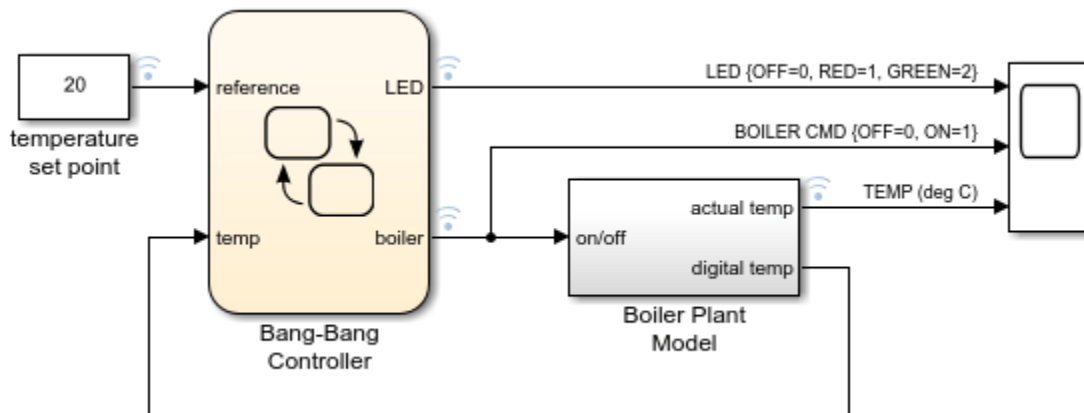 20
temperature
set point
reference
LED
temp
boiler
Bang-Bang
Controller
LED {OFF=0, RED=1, GREEN=2}
BOILER CMD {OFF=0, ON=1}
on/off
actual temp
digital temp
Boiler Plant
Model
TEMP (deg C)